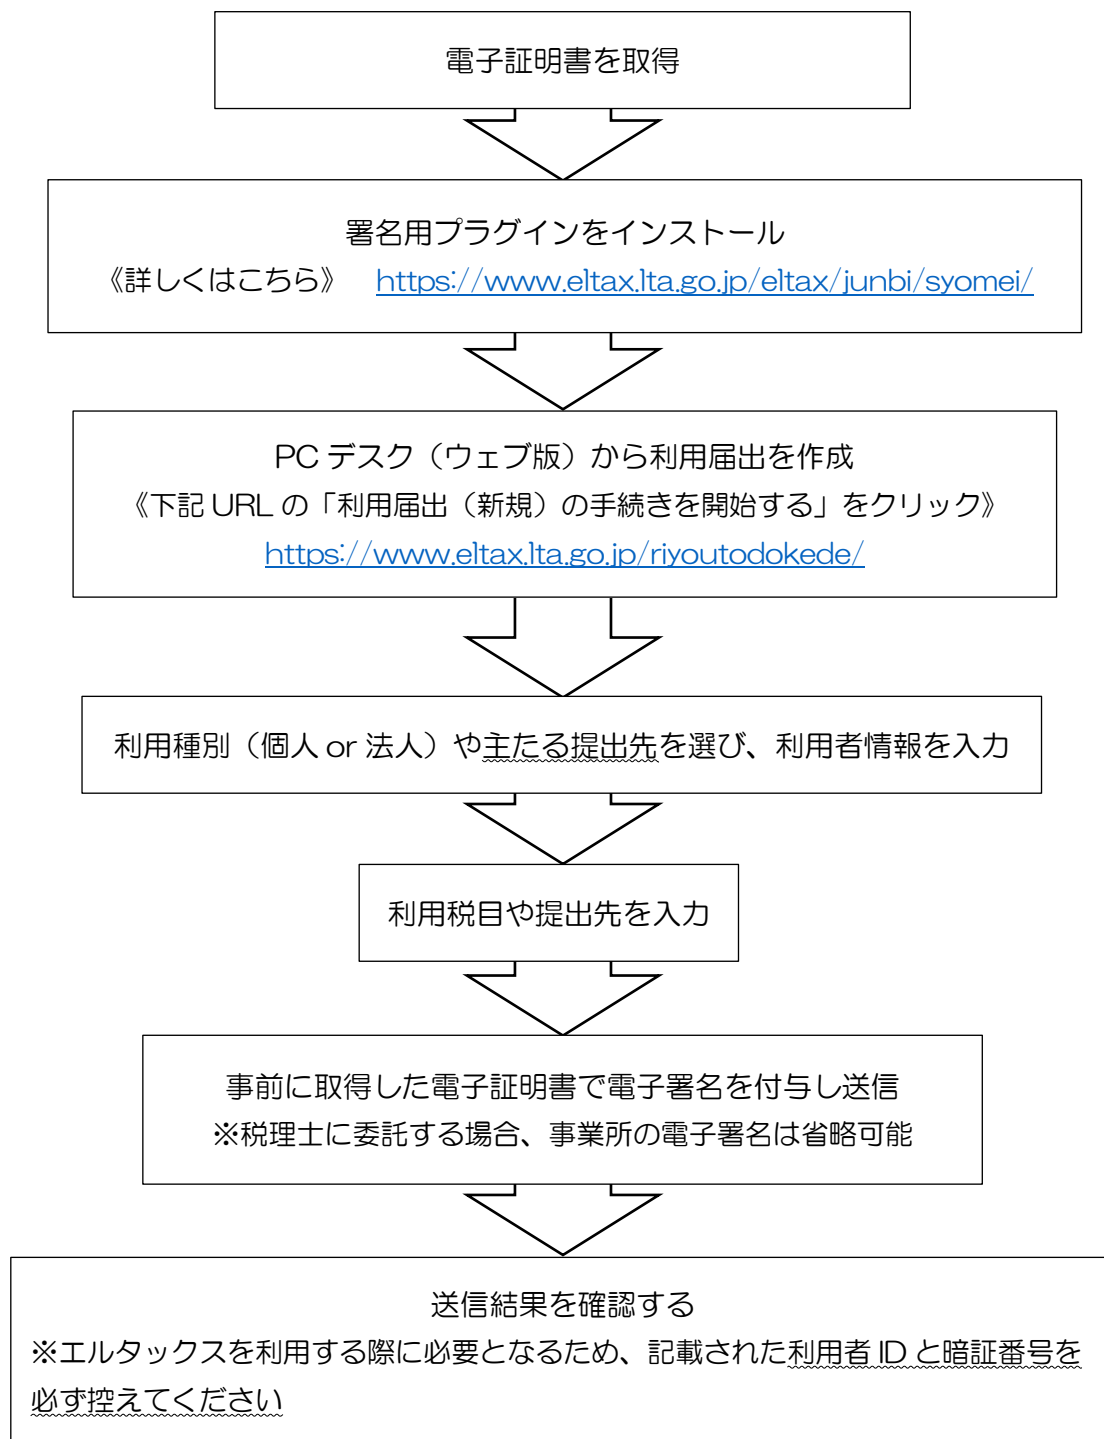 電子証明書を取得
署名用プラグインをインストール
《詳しくはこちら》　https://www.eltax.lta.go.jp/eltax/junbi/syomei/
PC デスク（ウェブ版）から利用届出を作成
《下記 URL の「利用届出（新規）の手続きを開始する」をクリック》
https://www.eltax.lta.go.jp/riyoutodokede/
利用種別（個人 or 法人）や主たる提出先を選び、利用者情報を入力
利用税目や提出先を入力
事前に取得した電子証明書で電子署名を付与し送信
※税理士に委託する場合、事業所の電子署名は省略可能
送信結果を確認する
※エルタックスを利用する際に必要となるため、記載された利用者 ID と暗証番号を
必ず控えてください